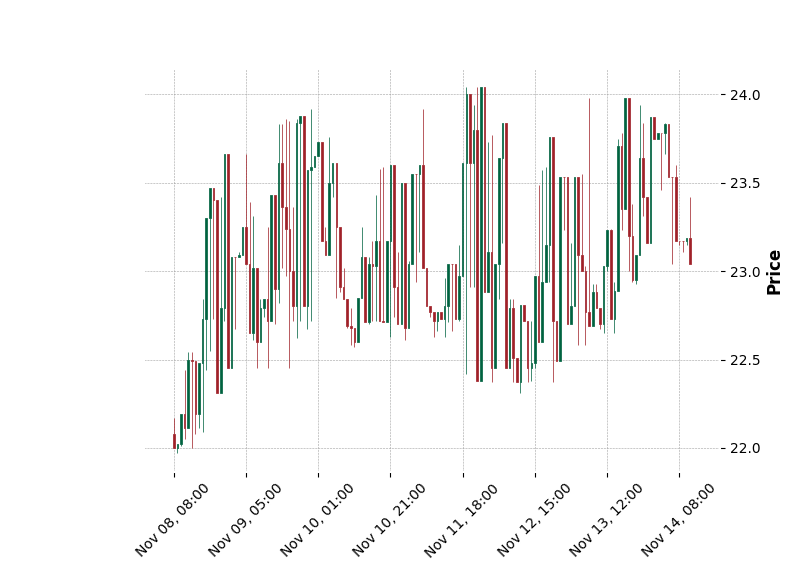 24.0
23.5
23.0
22.5
22.0
Price
Nov 08, 08:00
Nov 09, 05:00
Nov 10, 01:00
Nov 10, 21:00
Nov 11, 18:00
Nov 12, 15:00
Nov 13, 12:00
Nov 14, 08:00